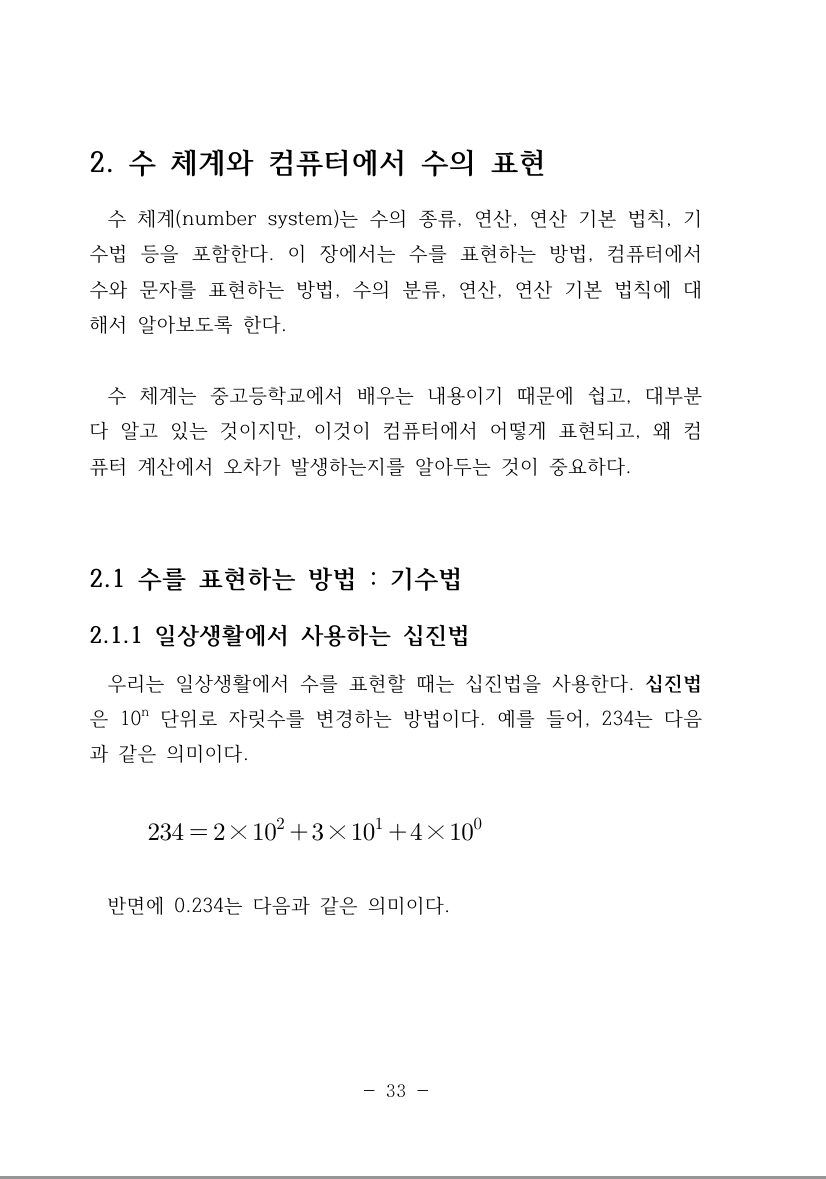 2. 수 체계와 컴퓨터에서 수의 표현
수 체계(number system)는 수의 종류, 연산, 연산 기본 법칙, 기
수법 등을 포함한다. 이 장에서는 수를 표현하는 방법, 컴퓨터에서
수와 문자를 표현하는 방법, 수의 분류, 연산, 연산 기본 법칙에 대
해서 알아보도록 한다.
수 체계는 중고등학교에서 배우는 내용이기 때문에 쉽고, 대부분
다 알고 있는 것이지만, 이것이 컴퓨터에서 어떻게 표현되고, 왜 컴
퓨터 계산에서 오차가 발생하는지를 알아두는 것이 중요하다.
2.1 수를 표현하는 방법 : 기수법
2.1.1 일상생활에서 사용하는 십진법
우리는 일상생활에서 수를 표현할 때는 십진법을 사용한다. 십진법
은 10ⁿ 단위로 자릿수를 변경하는 방법이다. 예를 들어, 234는 다음
과 같은 의미이다.
234 = 2×10² + 3×10¹ + 4×10⁰
반면에 0.234는 다음과 같은 의미이다.
- 33 -